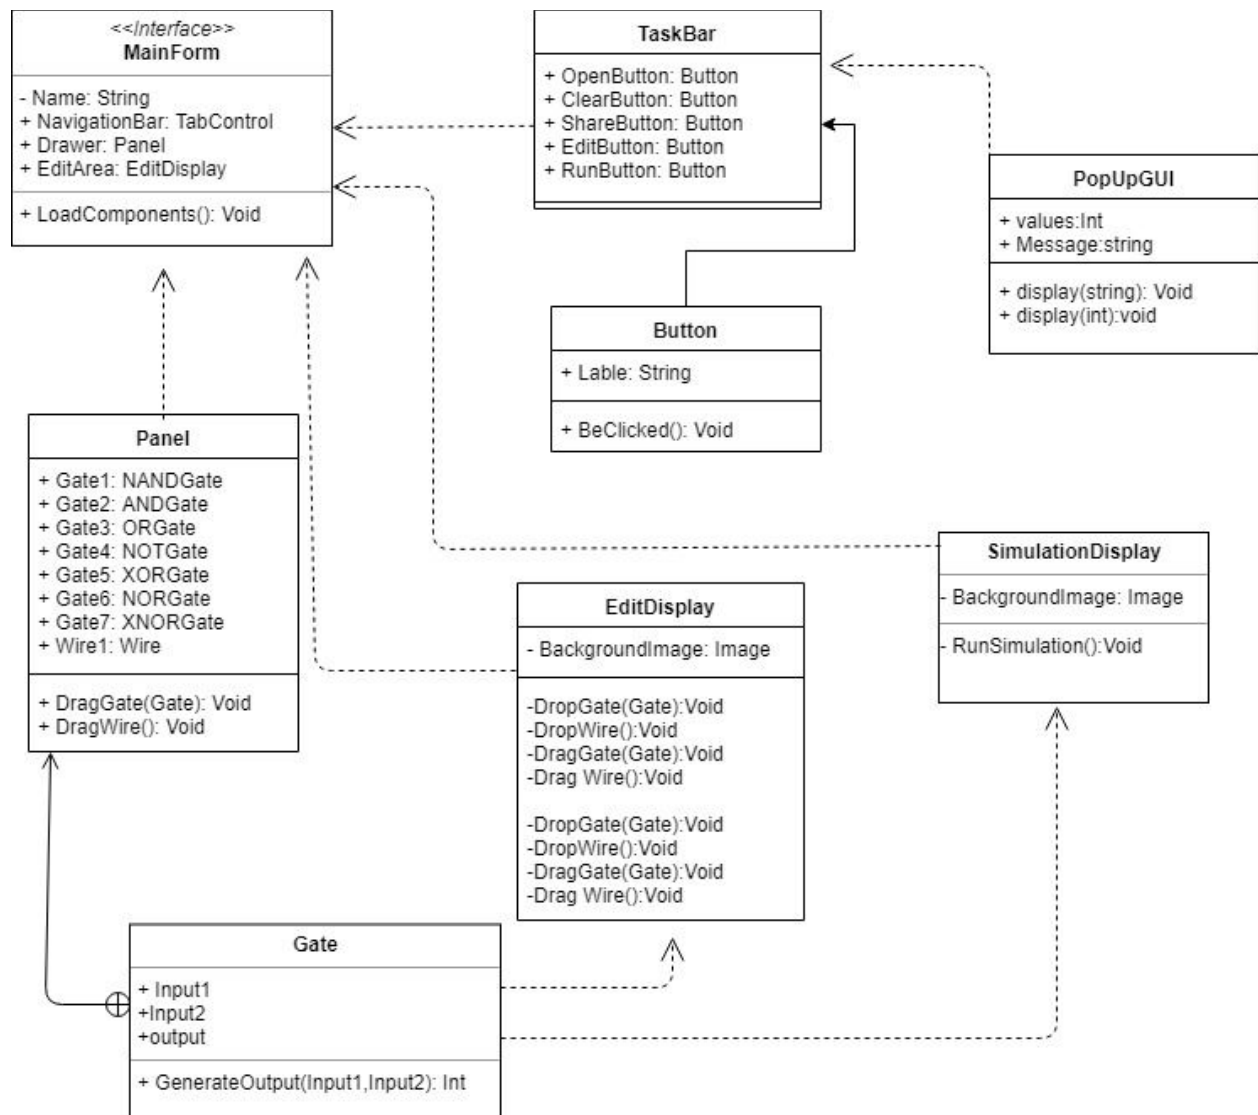 <<Interface>>
MainForm
- Name: String
+ NavigationBar: TabControl
+ Drawer: Panel
+ EditArea: EditDisplay
+ LoadComponents(): Void
TaskBar
+ OpenButton: Button
+ ClearButton: Button
+ ShareButton: Button
+ EditButton: Button
+ RunButton: Button
PopUpGUI
+ values:Int
+ Message:string
+ display(string): Void
+ display(int):void
Button
+ Lable: String
+ BeClicked(): Void
Panel
+ Gate1: NANDGate
+ Gate2: ANDGate
+ Gate3: ORGate
+ Gate4: NOTGate
+ Gate5: XORGate
+ Gate6: NORGate
+ Gate7: XNORGate
+ Wire1: Wire
+ DragGate(Gate): Void
+ DragWire(): Void
EditDisplay
- BackgroundImage: Image
-DropGate(Gate):Void
-DropWire():Void
-DragGate(Gate):Void
-Drag Wire():Void
-DropGate(Gate):Void
-DropWire():Void
-DragGate(Gate):Void
-Drag Wire():Void
SimulationDisplay
- BackgroundImage: Image
- RunSimulation():Void
Gate
+ Input1
+Input2
+output
+ GenerateOutput(Input1,Input2): Int